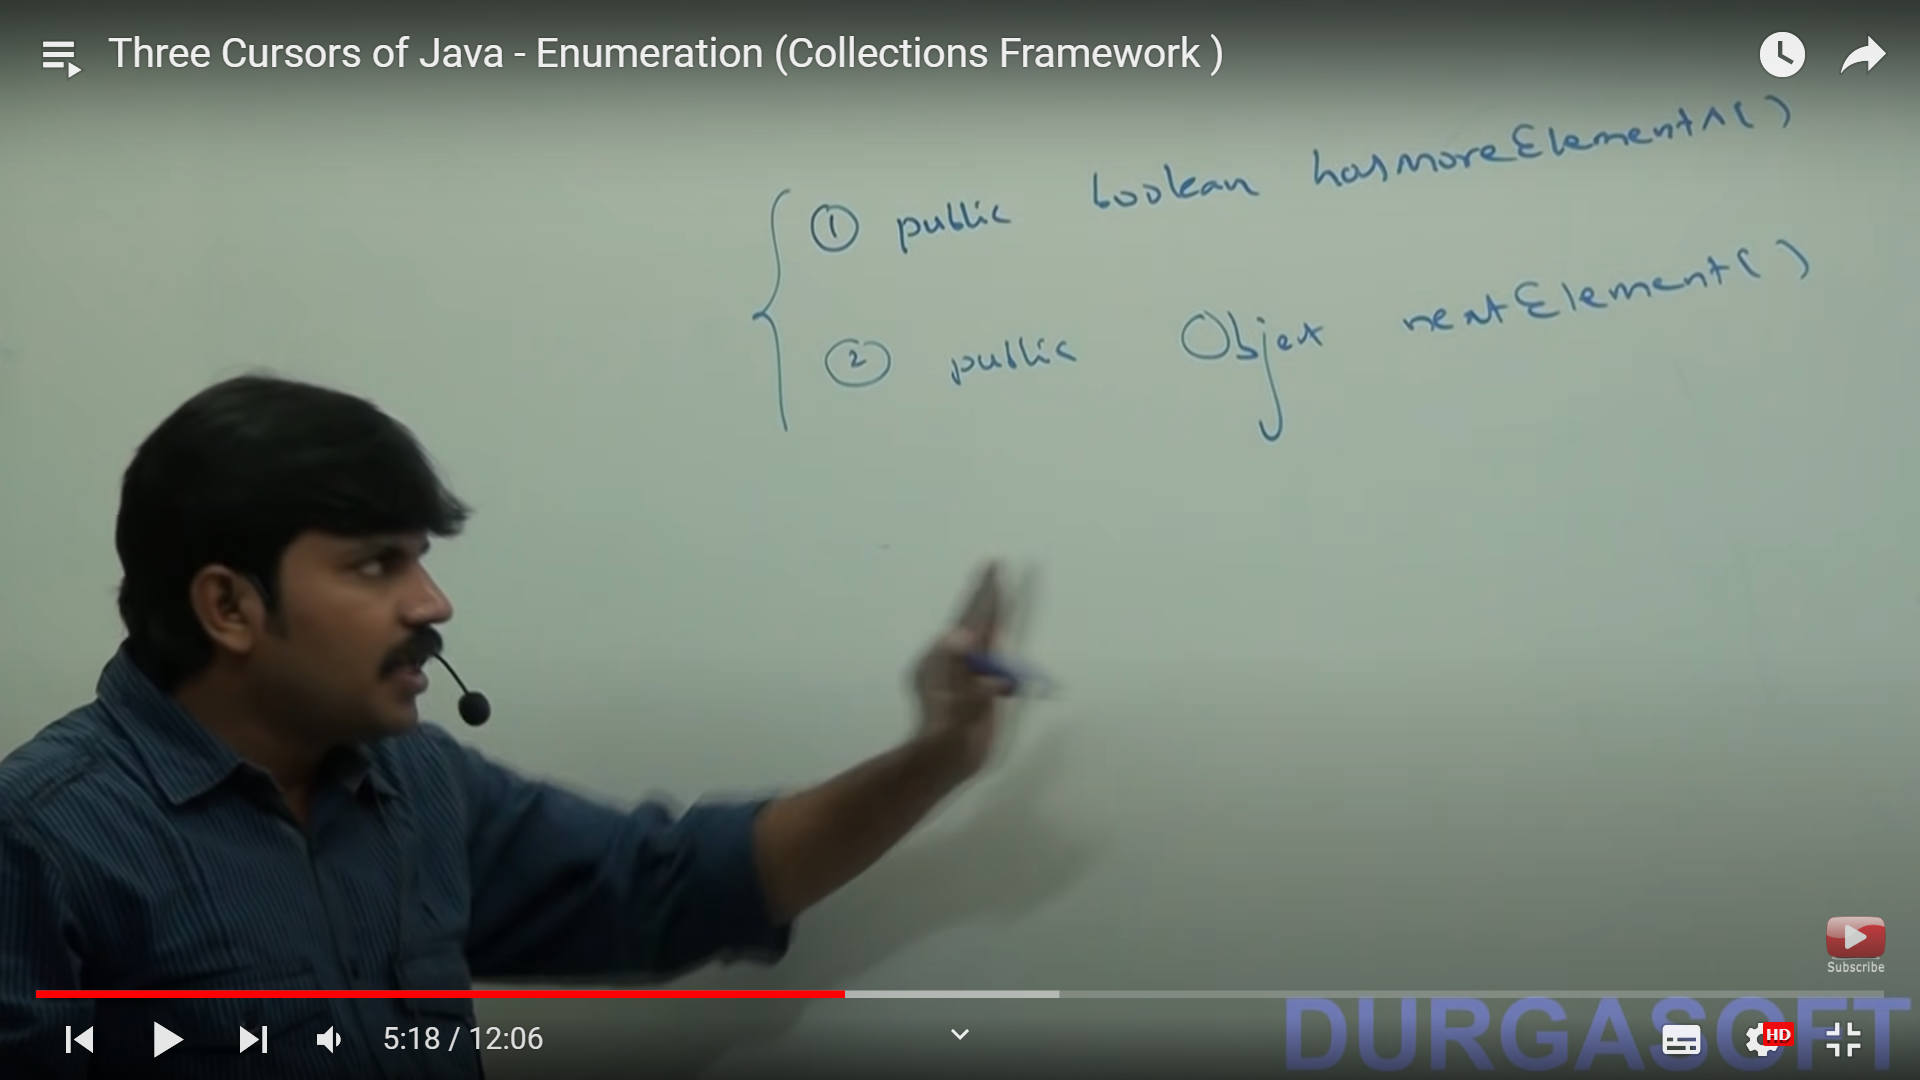 Three Cursors of Java - Enumeration (Collections Framework )
① public boolean hasmoreElements()
② public Object nextElement()
Subscribe
5:18 / 12:06
HD
DURGASOFT